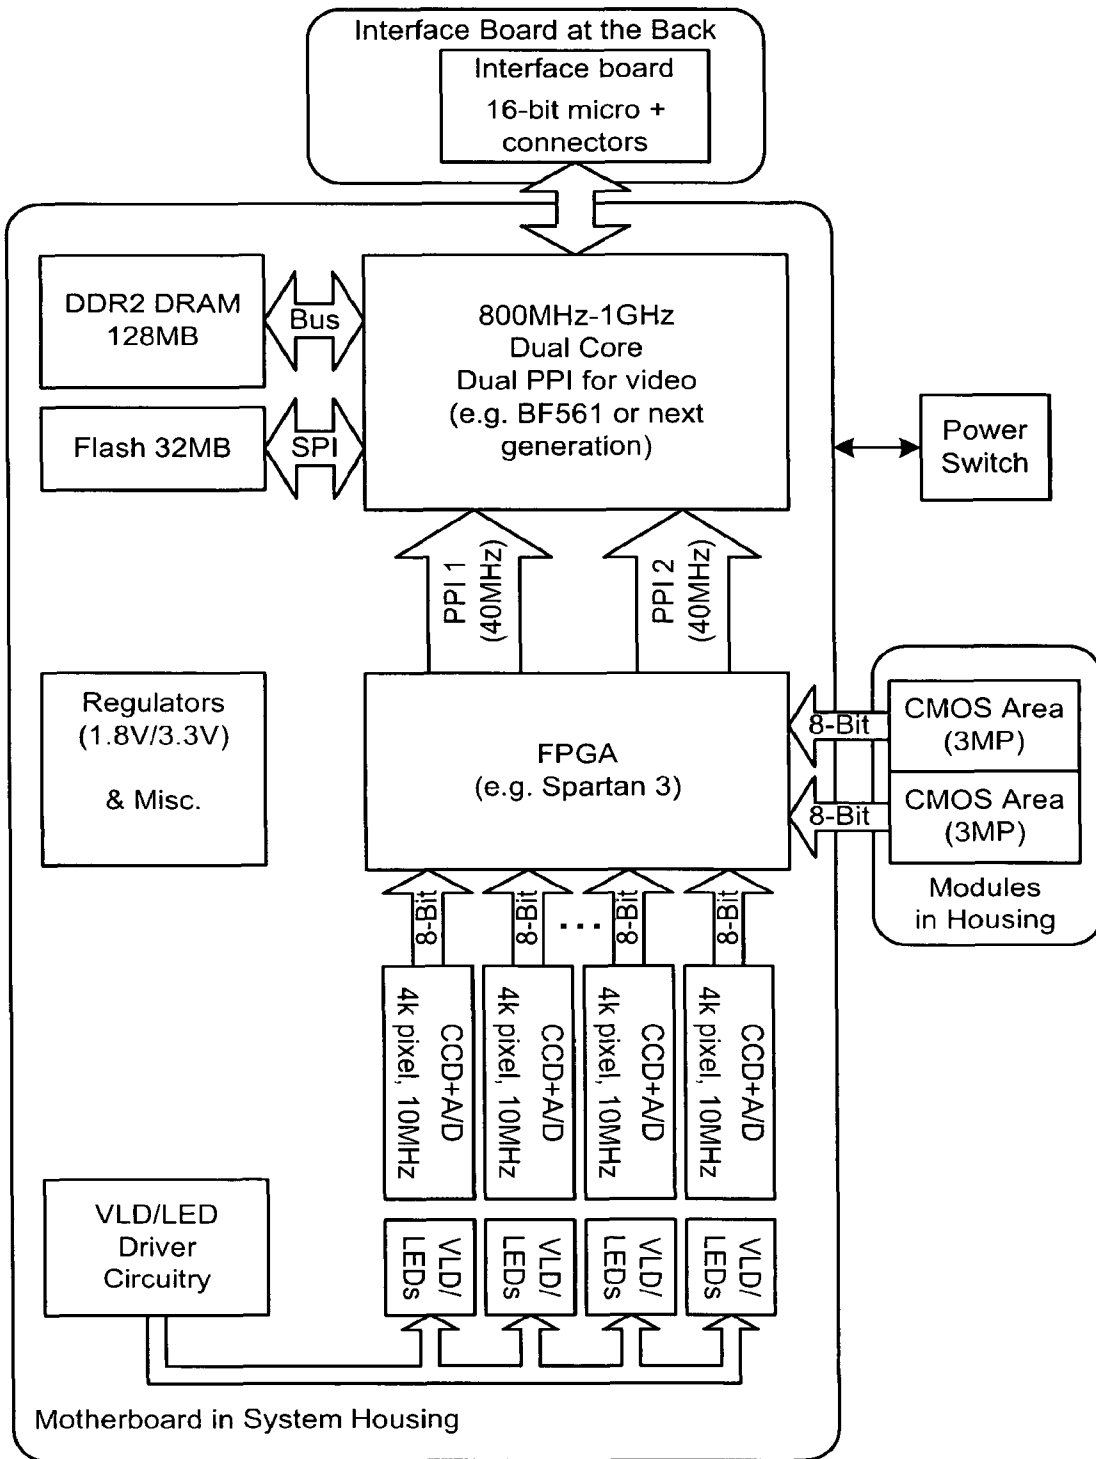 Interface Board at the Back
Interface board
16-bit micro +
connectors
DDR2 DRAM
128MB
Bus
800MHz-1GHz
Dual Core
Dual PPI for video
(e.g. BF561 or next
generation)
Flash 32MB
SPI
Power
Switch
PPI 1
(40MHz)
PPI 2
(40MHz)
Regulators
(1.8V/3.3V)
& Misc.
FPGA
(e.g. Spartan 3)
8-Bit
CMOS Area
(3MP)
8-Bit
CMOS Area
(3MP)
Modules
in Housing
8-Bit
8-Bit
...
8-Bit
8-Bit
CCD+A/D
4k pixel, 10MHz
CCD+A/D
4k pixel, 10MHz
CCD+A/D
4k pixel, 10MHz
CCD+A/D
4k pixel, 10MHz
VLD/LED
Driver
Circuitry
VLD/
LEDs
VLD/
LEDs
VLD/
LEDs
VLD/
LEDs
Motherboard in System Housing